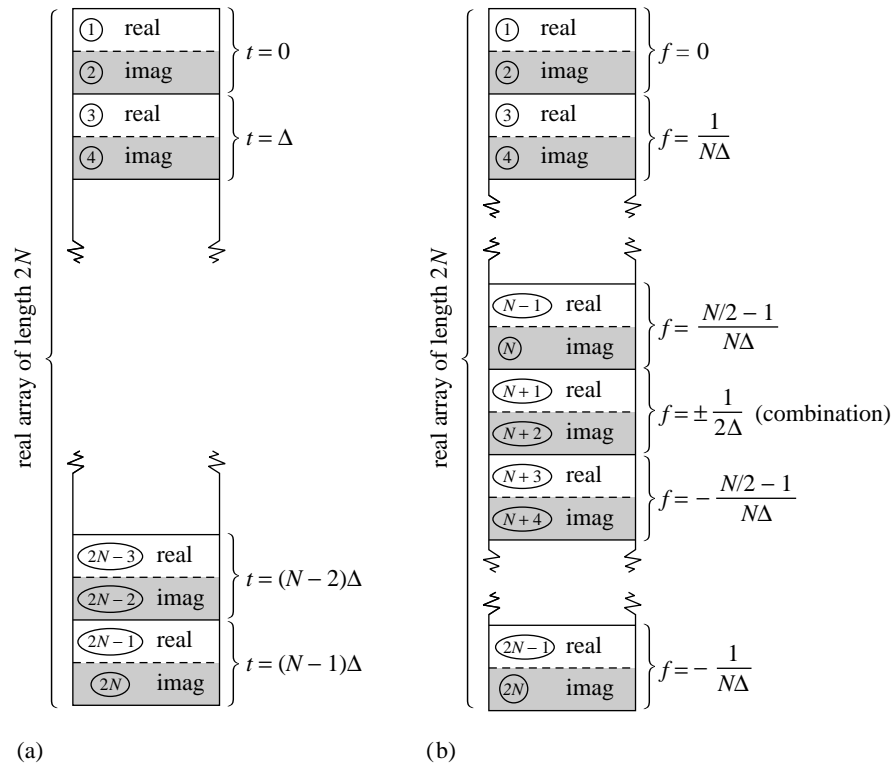 real array of length 2N
1 real
2 imag
t = 0
3 real
4 imag
t = Δ
2N − 3 real
2N − 2 imag
t = (N − 2)Δ
2N − 1 real
2N imag
t = (N − 1)Δ
(a)
real array of length 2N
1 real
2 imag
f = 0
3 real
4 imag
f = 1/NΔ
N − 1 real
N imag
f = N/2 − 1/NΔ
N + 1 real
N + 2 imag
f = ± 1/2Δ (combination)
N + 3 real
N + 4 imag
f = − N/2 − 1/NΔ
2N − 1 real
2N imag
f = − 1/NΔ
(b)